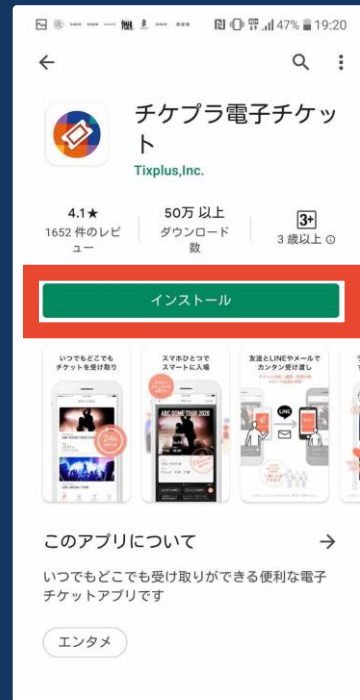 47% 19:20
チケプラ電子チケッ
ト
Tixplus,Inc.
4.1★
1652 件のレビ
ュー
50万 以上
ダウンロード
数
3+
3 歳以上
インストール
いつでもどこでも
チケットを受け取り
スマホひとつで
スマートに入場
友達とLINEやメールで
カンタン受け渡し
ABC DOME TOUR 2020
LINE
このアプリについて
いつでもどこでも受け取りができる便利な電子
チケットアプリです
エンタメ